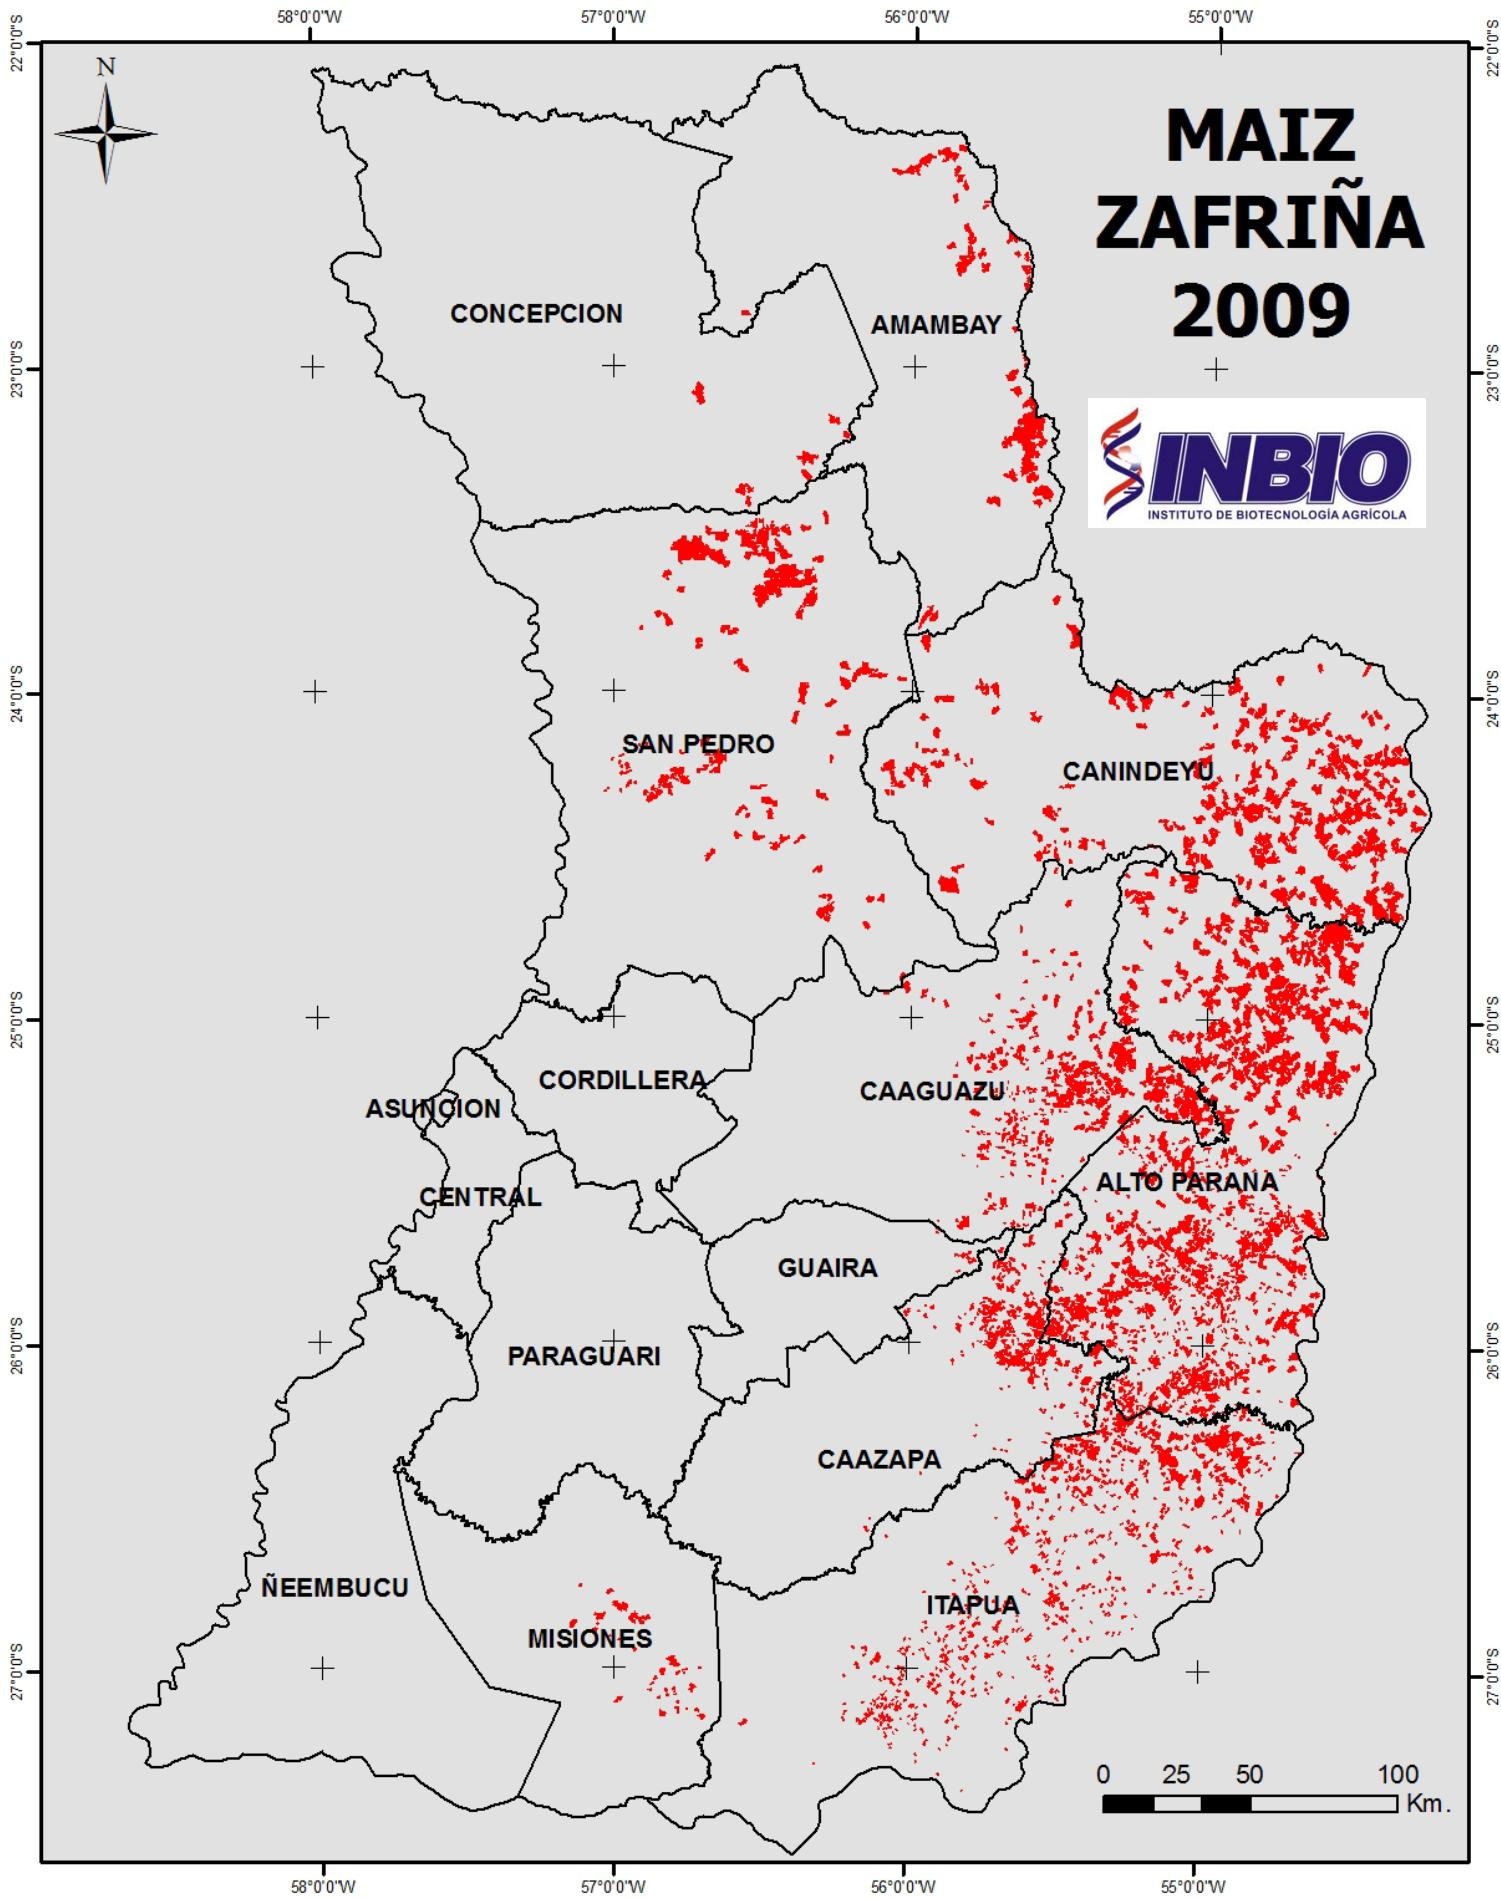 58°0'0"W 57°0'0"W 56°0'0"W 55°0'0"W
22°0'0"S
22°0'0"S
N
MAIZ
ZAFRIÑA
2009
CONCEPCION
AMAMBAY
23°0'0"S
23°0'0"S
INBIO
INSTITUTO DE BIOTECNOLOGÍA AGRÍCOLA
24°0'0"S
24°0'0"S
SAN PEDRO
CANINDEYU
25°0'0"S
25°0'0"S
CORDILLERA
CAAGUAZU
ASUNCION
ALTO PARANA
CENTRAL
GUAIRA
26°0'0"S
26°0'0"S
PARAGUARI
CAAZAPA
ÑEEMBUCU
ITAPUA
MISIONES
27°0'0"S
27°0'0"S
0 25 50 100
Km.
58°0'0"W 57°0'0"W 56°0'0"W 55°0'0"W